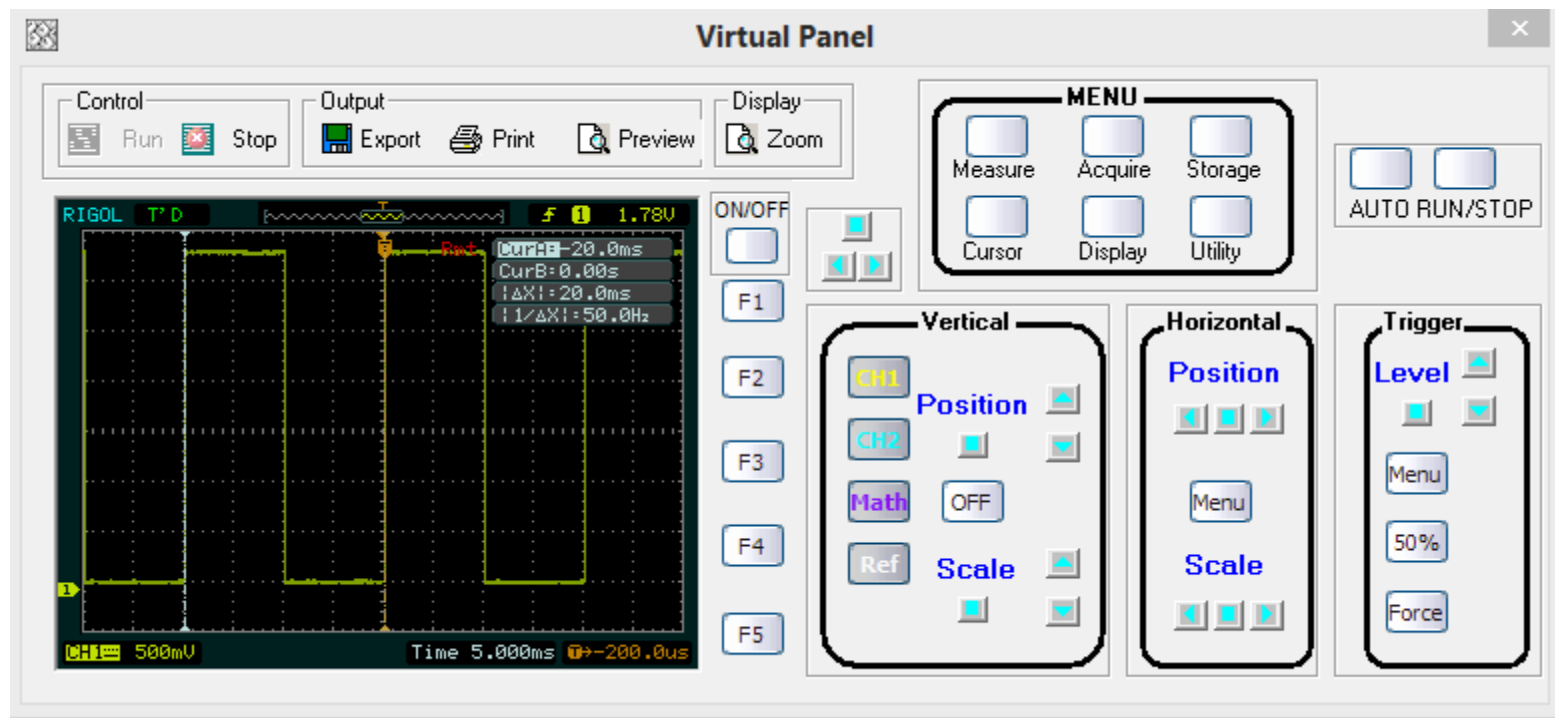 Virtual Panel
Control
Run Stop
Output
Export Print Preview
Display
Zoom
MENU
Measure Acquire Storage
Cursor Display Utility
AUTO RUN/STOP
RIGOL T'D T f 1 1.78V
Rmt
CurA=-20.0ms
CurB=0.00s
|ΔX|=20.0ms
|1/ΔX|=50.0Hz
1
CH1 500mV Time 5.000ms T→-200.0us
ON/OFF
F1
F2
F3
F4
F5
Vertical
CH1
CH2
Math
Ref
Position
OFF
Scale
Horizontal
Position
Menu
Scale
Trigger
Level
Menu
50%
Force